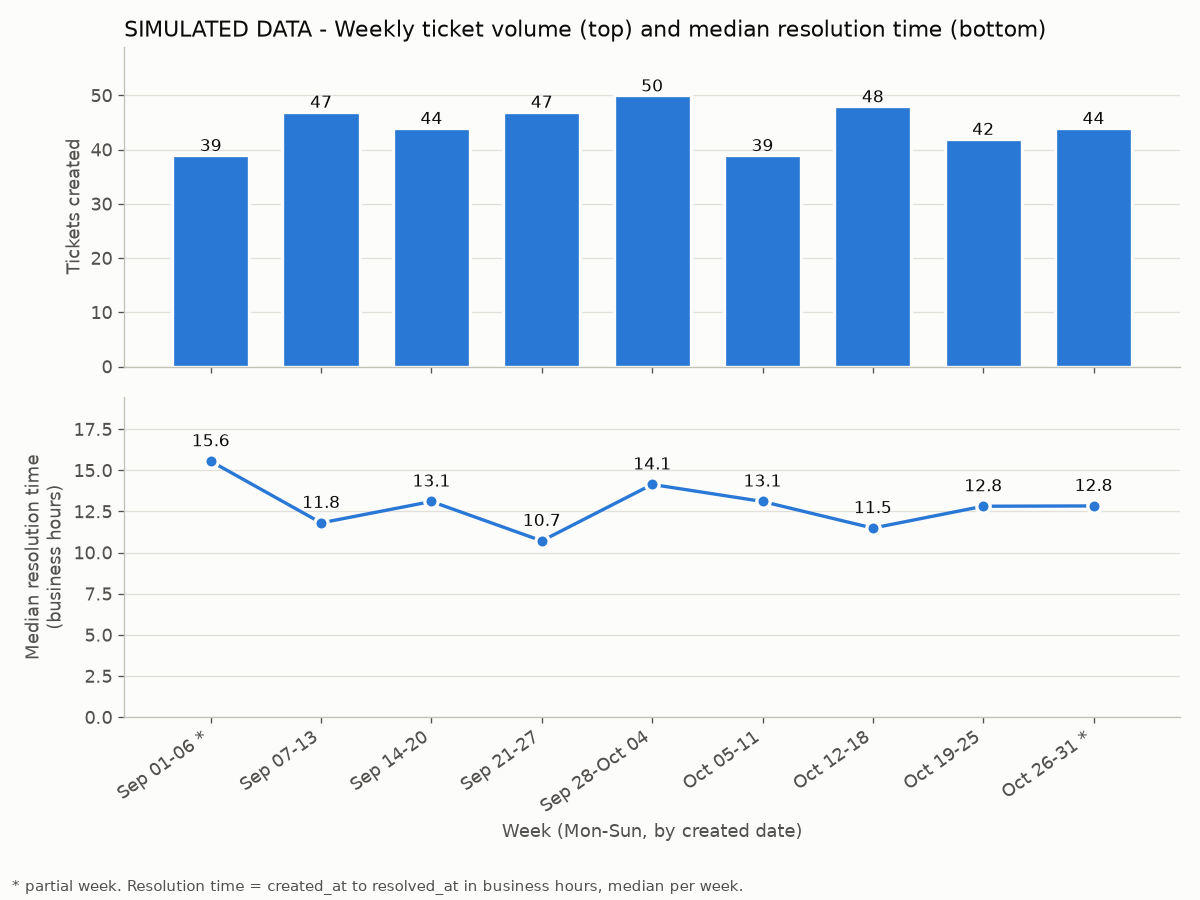 SIMULATED DATA - Weekly ticket volume (top) and median resolution time (bottom)
Tickets created
50
40
30
20
10
0
39
47
44
47
50
39
48
42
44
Median resolution time
(business hours)
17.5
15.0
12.5
10.0
7.5
5.0
2.5
0.0
15.6
11.8
13.1
10.7
14.1
13.1
11.5
12.8
12.8
Sep 01-06 *
Sep 07-13
Sep 14-20
Sep 21-27
Sep 28-Oct 04
Oct 05-11
Oct 12-18
Oct 19-25
Oct 26-31 *
Week (Mon-Sun, by created date)
* partial week. Resolution time = created_at to resolved_at in business hours, median per week.